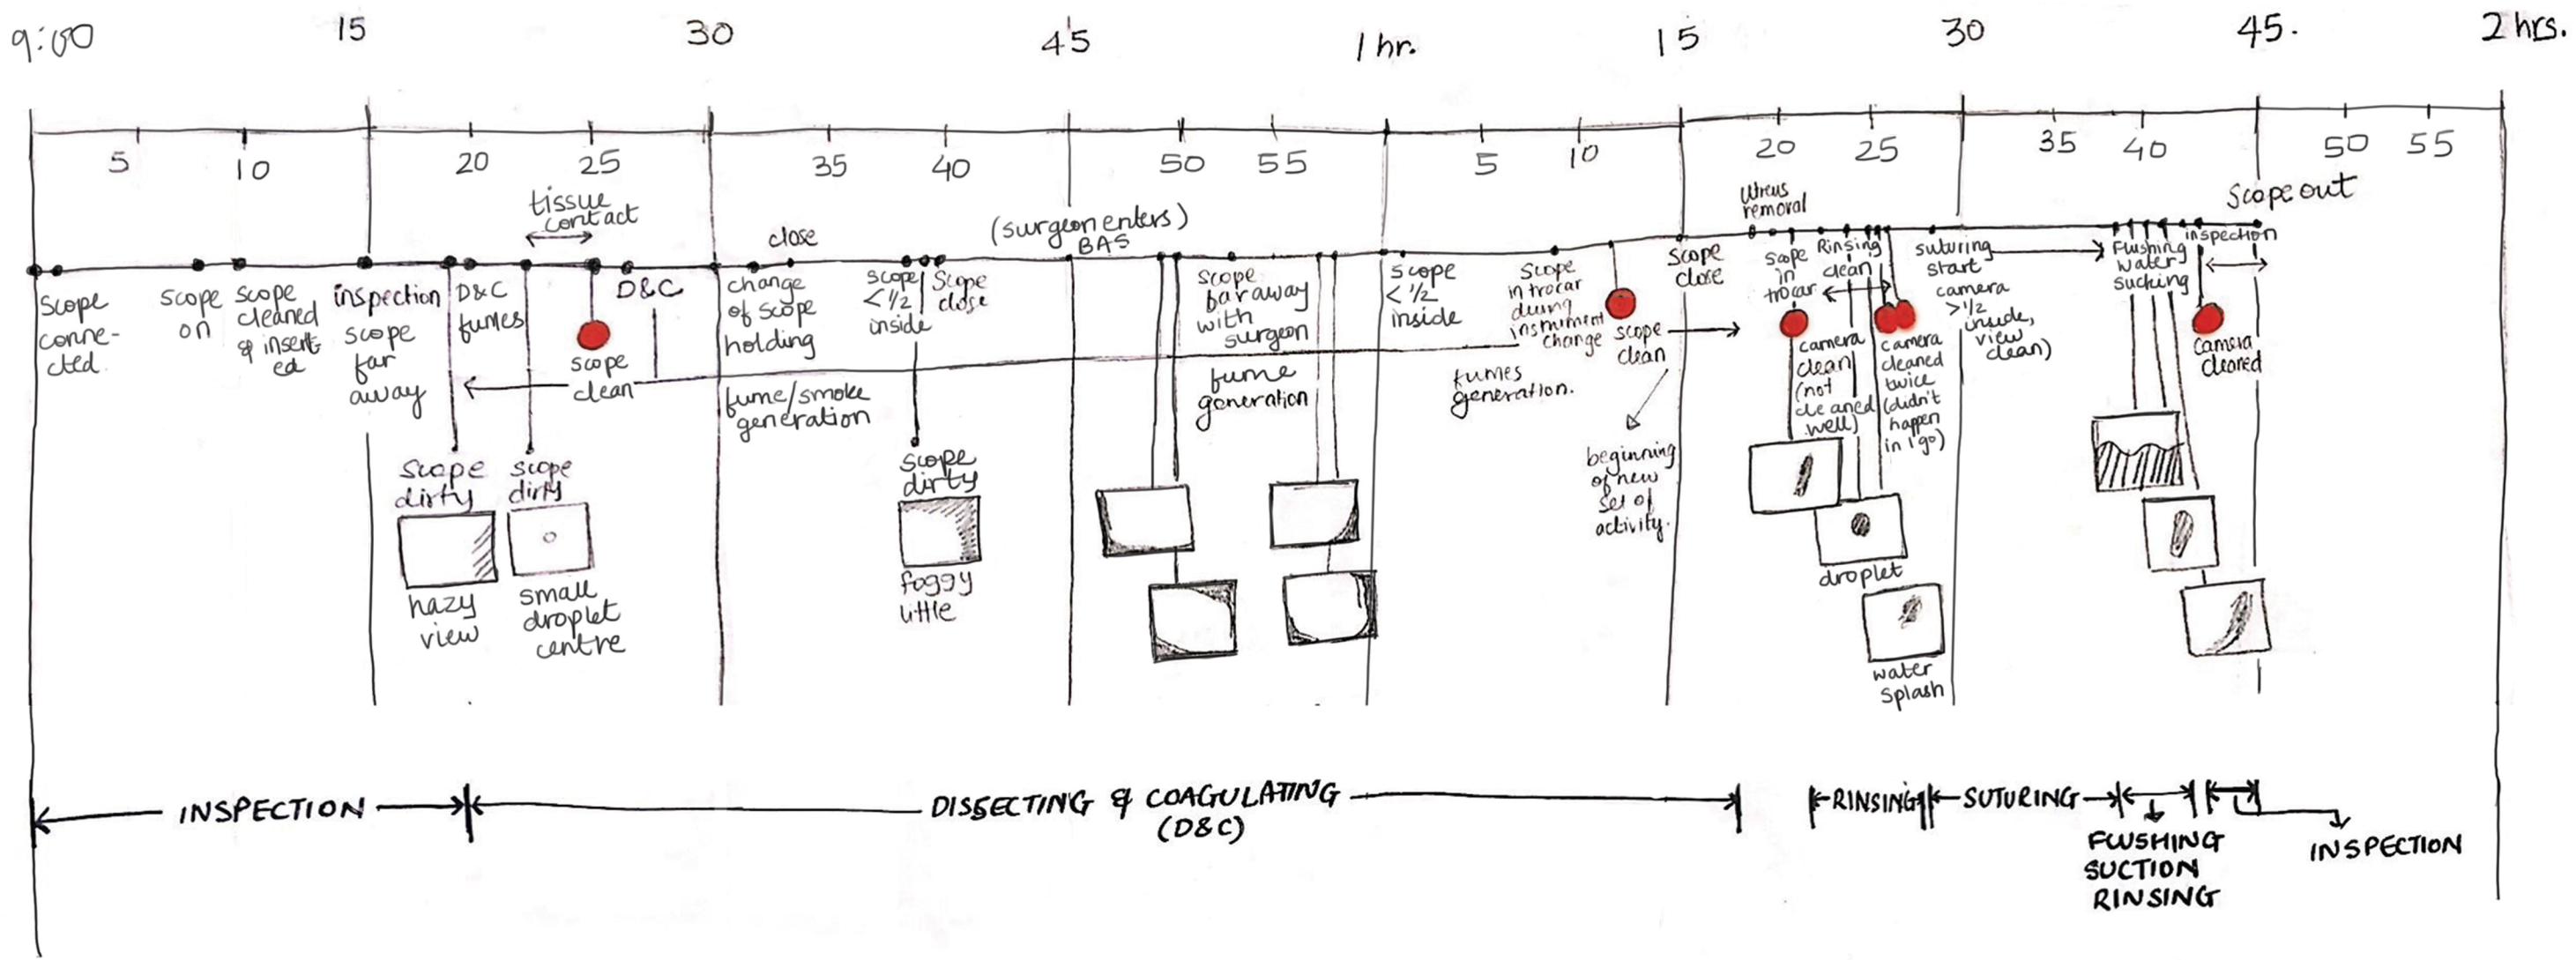 9:00
15
30
45
1 hr.
15
30
45.
2 hrs.
5
10
20
25
35
40
50
55
5
10
20
25
35
40
50
55
Scope
conne-
cted.
scope
on
scope
cleaned
& insert-
ed
inspection
scope
far
away
D&C
fumes
tissue
contact
scope
clean
D&C
close
change
of scope
holding
fume/smoke
generation
scope
<1/2
inside
Scope
close
(surgeon enters)
BAS
scope
far away
with
surgeon
fume
generation
scope
<1/2
inside
fumes
generation.
Scope
in trocar
during
instrument
change
scope
clean
beginning
of new
set of
activity.
scope
close
Uterus
removal
scope
in
trocar
Rinsing
clean
camera
clean
(not
cleaned
well)
camera
cleaned
twice
(didn't
happen
in 1 go)
suturing
start
camera
>1/2
inside,
view
clean)
Flushing
water
sucking
inspection
Scope out
camera
cleared
Scope
dirty
hazy
view
scope
dirty
small
droplet
centre
scope
dirty
foggy
little
droplet
water
splash
INSPECTION
DISSECTING & COAGULATING
(D&C)
RINSING
SUTURING
FLUSHING
SUCTION
RINSING
INSPECTION